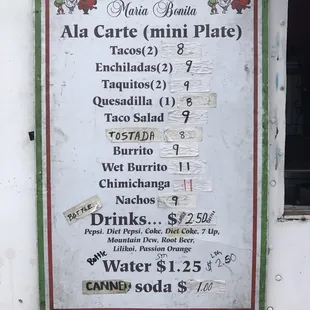 Maria Bonita
Ala Carte (mini Plate)
Tacos(2) 8
Enchiladas(2) 9
Taquitos(2) 9
Quesadilla (1) 8
Taco Salad 9
TOSTADA 8
Burrito 9
Wet Burrito 11
Chimichanga 11
Nachos 9
BOTTLE
Drinks... $ 2.50
Pepsi, Diet Pepsi, Coke, Diet Coke, 7 Up,
Mountain Dew, Root Beer,
Lilikoi, Passion Orange
Bottle Water $1.25 $2.50
CANNED soda $ 1.00